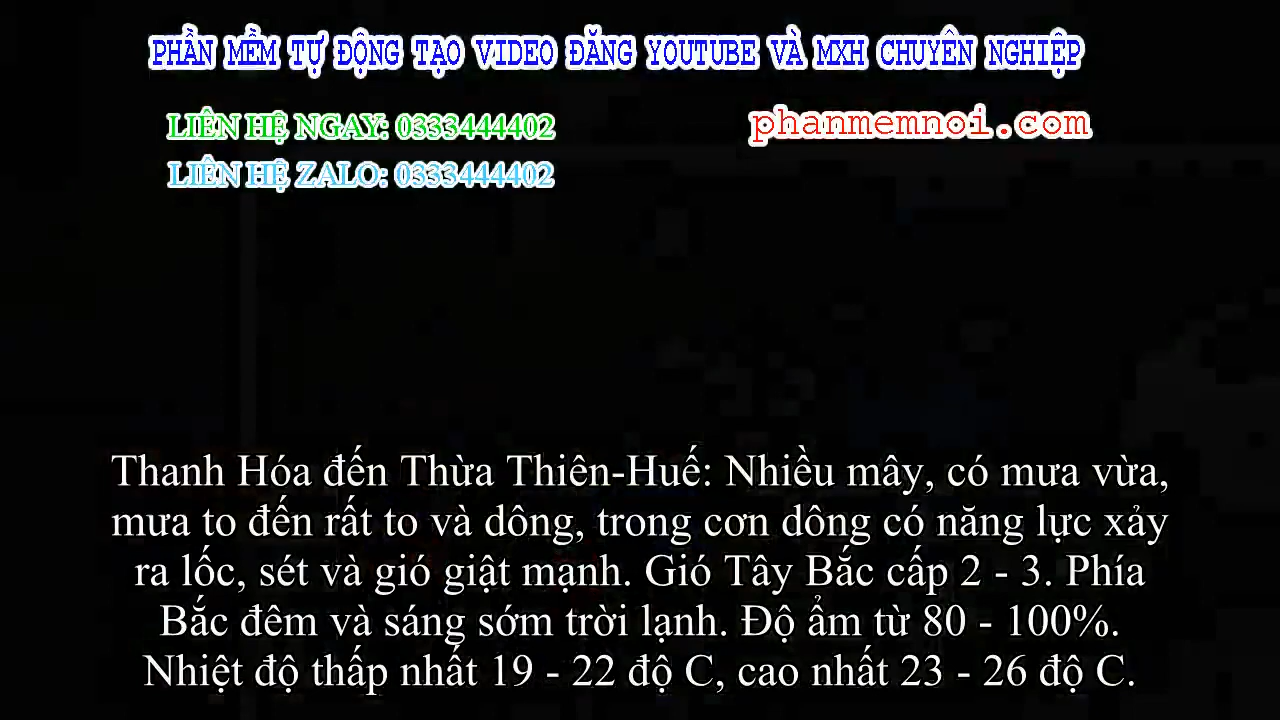 PHẦN MỀM TỰ ĐỘNG TẠO VIDEO ĐĂNG YOUTUBE VÀ MXH CHUYÊN NGHIỆP
LIÊN HỆ NGAY: 0333444402
phanmemnoi.com
LIÊN HỆ ZALO: 0333444402
Thanh Hóa đến Thừa Thiên-Huế: Nhiều mây, có mưa vừa,
mưa to đến rất to và dông, trong cơn dông có năng lực xảy
ra lốc, sét và gió giật mạnh. Gió Tây Bắc cấp 2 - 3. Phía
Bắc đêm và sáng sớm trời lạnh. Độ ẩm từ 80 - 100%.
Nhiệt độ thấp nhất 19 - 22 độ C, cao nhất 23 - 26 độ C.